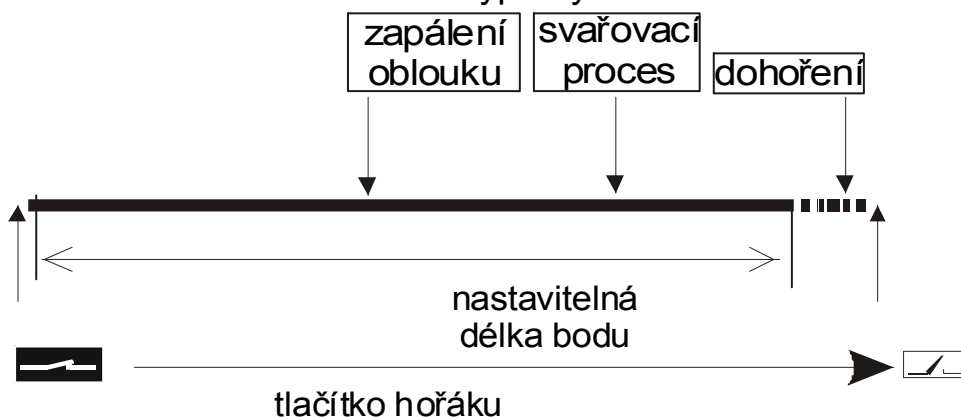 zapálení
oblouku
svařovací
proces
dohoření
nastavitelná
délka bodu
tlačítko hořáku